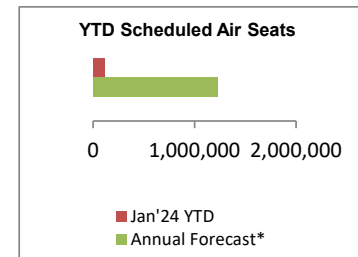 YTD Scheduled Air Seats
0 1,000,000 2,000,000
Jan'24 YTD
Annual Forecast*